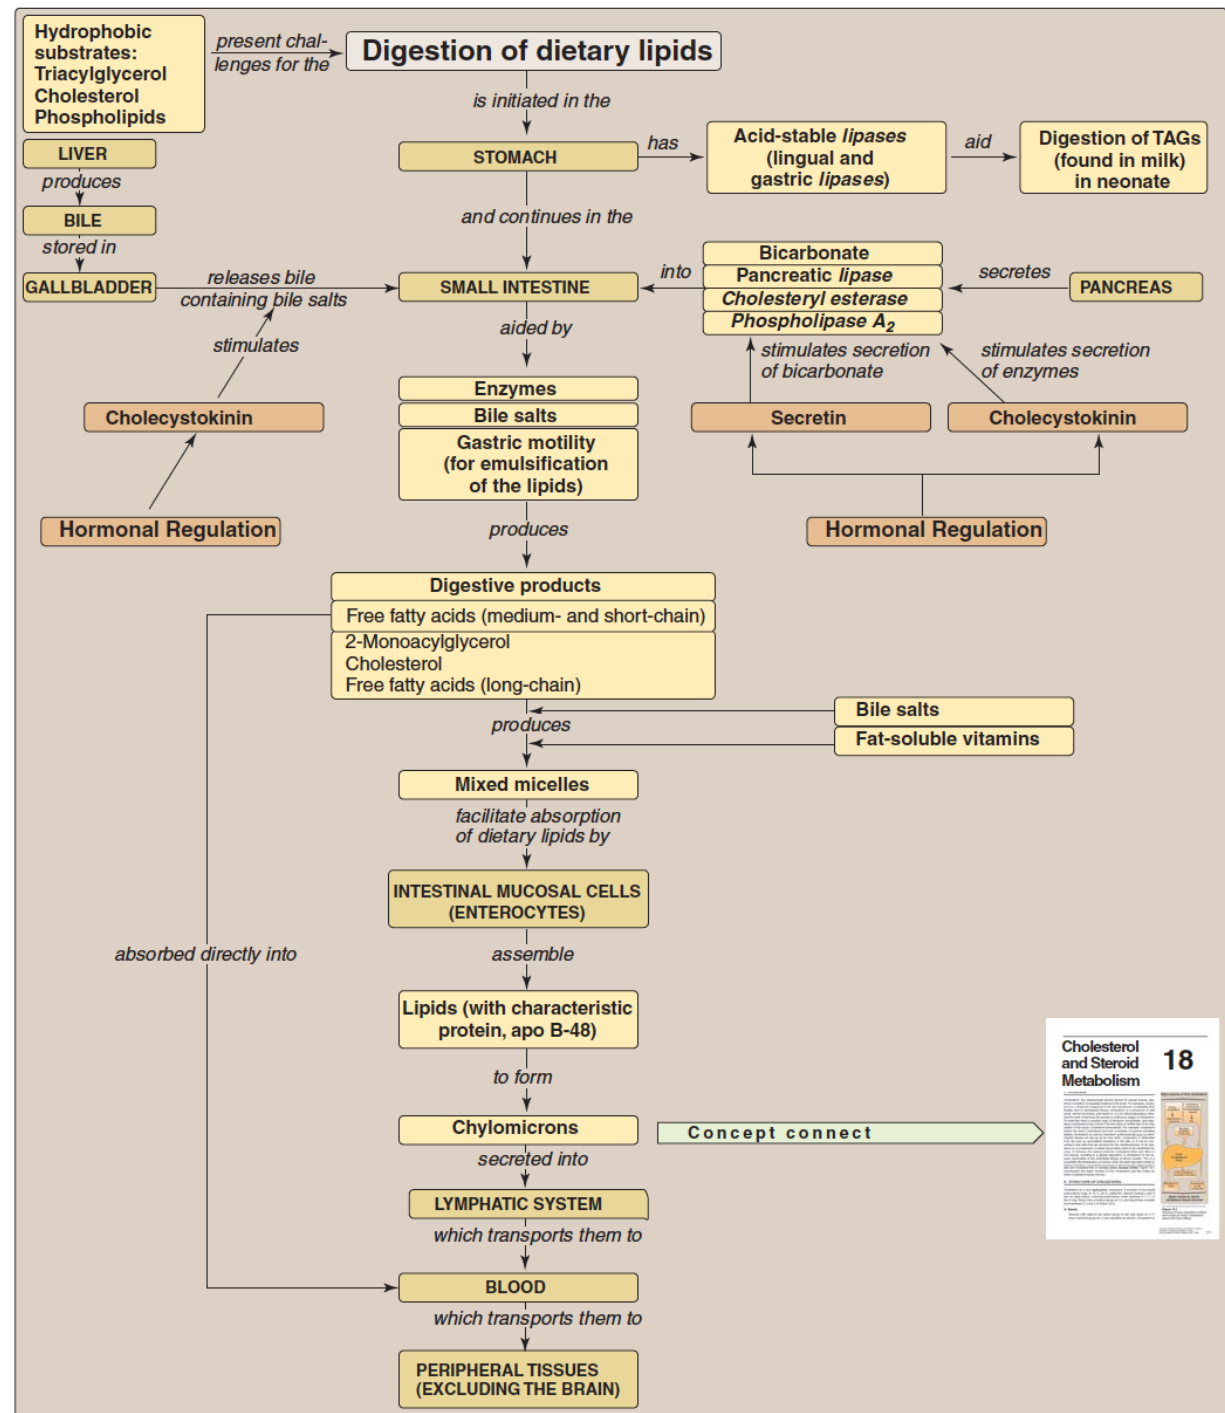 Hydrophobic
substrates:
Triacylglycerol
Cholesterol
Phospholipids
present chal-
lenges for the
Digestion of dietary lipids
is initiated in the
LIVER
produces
BILE
stored in
GALLBLADDER
releases bile
containing bile salts
STOMACH
has
Acid-stable lipases
(lingual and
gastric lipases)
aid
Digestion of TAGs
(found in milk)
in neonate
and continues in the
SMALL INTESTINE
into
Bicarbonate
Pancreatic lipase
Cholesteryl esterase
Phospholipase A2
secretes
PANCREAS
stimulates
Cholecystokinin
Hormonal Regulation
aided by
Enzymes
Bile salts
Gastric motility
(for emulsification
of the lipids)
stimulates secretion
of bicarbonate
stimulates secretion
of enzymes
Secretin
Cholecystokinin
Hormonal Regulation
produces
Digestive products
Free fatty acids (medium- and short-chain)
2-Monoacylglycerol
Cholesterol
Free fatty acids (long-chain)
produces
Bile salts
Fat-soluble vitamins
Mixed micelles
facilitate absorption
of dietary lipids by
INTESTINAL MUCOSAL CELLS
(ENTEROCYTES)
absorbed directly into
assemble
Lipids (with characteristic
protein, apo B-48)
to form
Chylomicrons
Concept connect
Cholesterol
and Steroid
Metabolism
18
secreted into
LYMPHATIC SYSTEM
which transports them to
BLOOD
which transports them to
PERIPHERAL TISSUES
(EXCLUDING THE BRAIN)